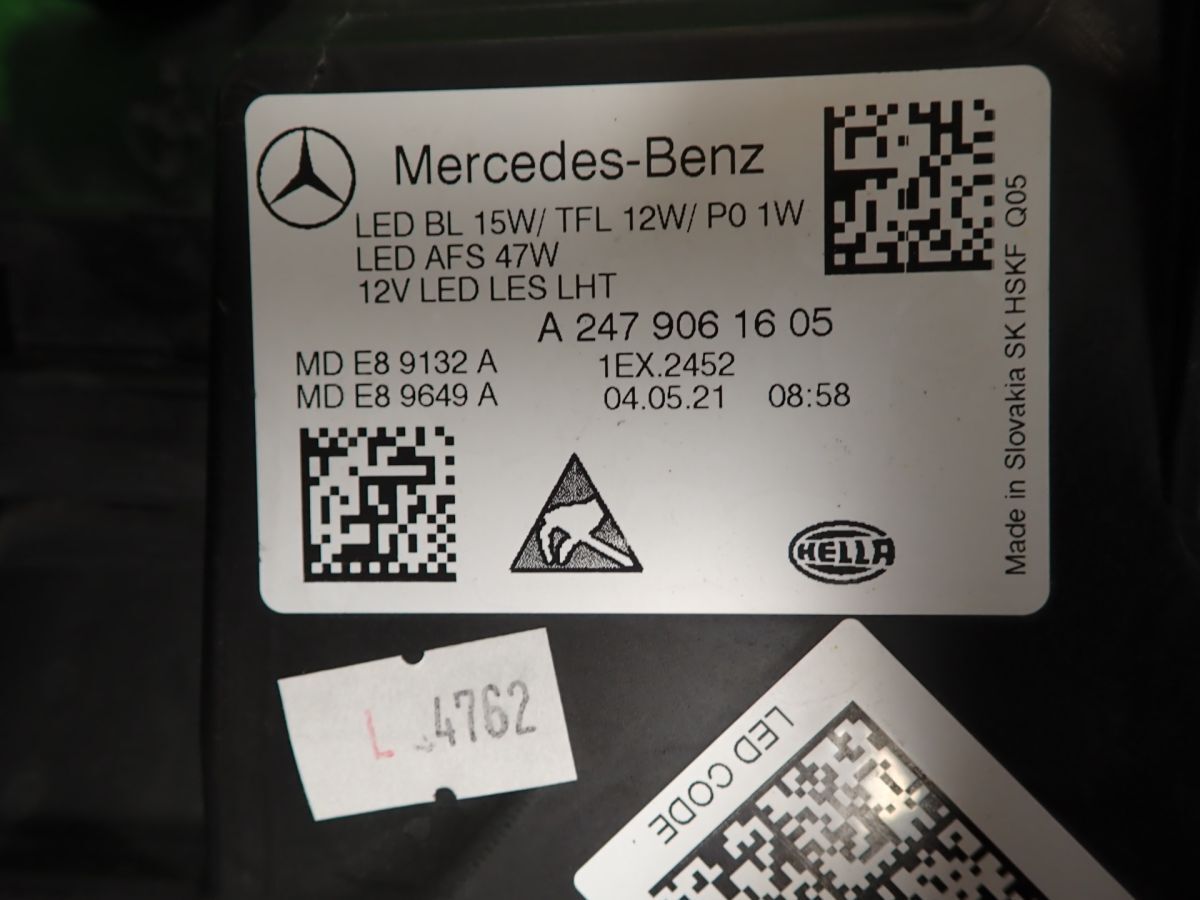 Mercedes-Benz
LED BL 15W/ TFL 12W/ P0 1W
LED AFS 47W
12V LED LES LHT
A 247 906 16 05
MD E8 9132 A 1EX.2452
MD E8 9649 A 04.05.21 08:58
HELLA
Made in Slovakia SK HSKF Q05
L 4762
LED CODE